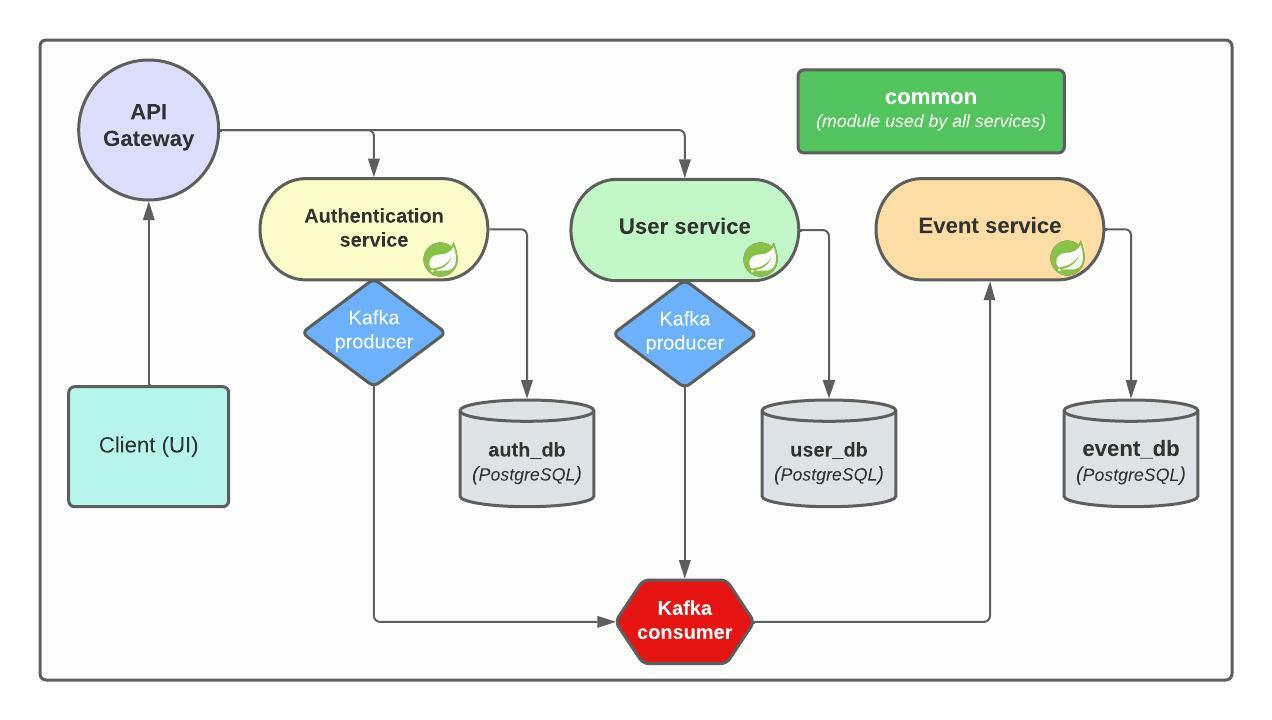 API
Gateway
common
(module used by all services)
Authentication
service
User service
Event service
Kafka
producer
Kafka
producer
Client (UI)
auth_db
(PostgreSQL)
user_db
(PostgreSQL)
event_db
(PostgreSQL)
Kafka
consumer